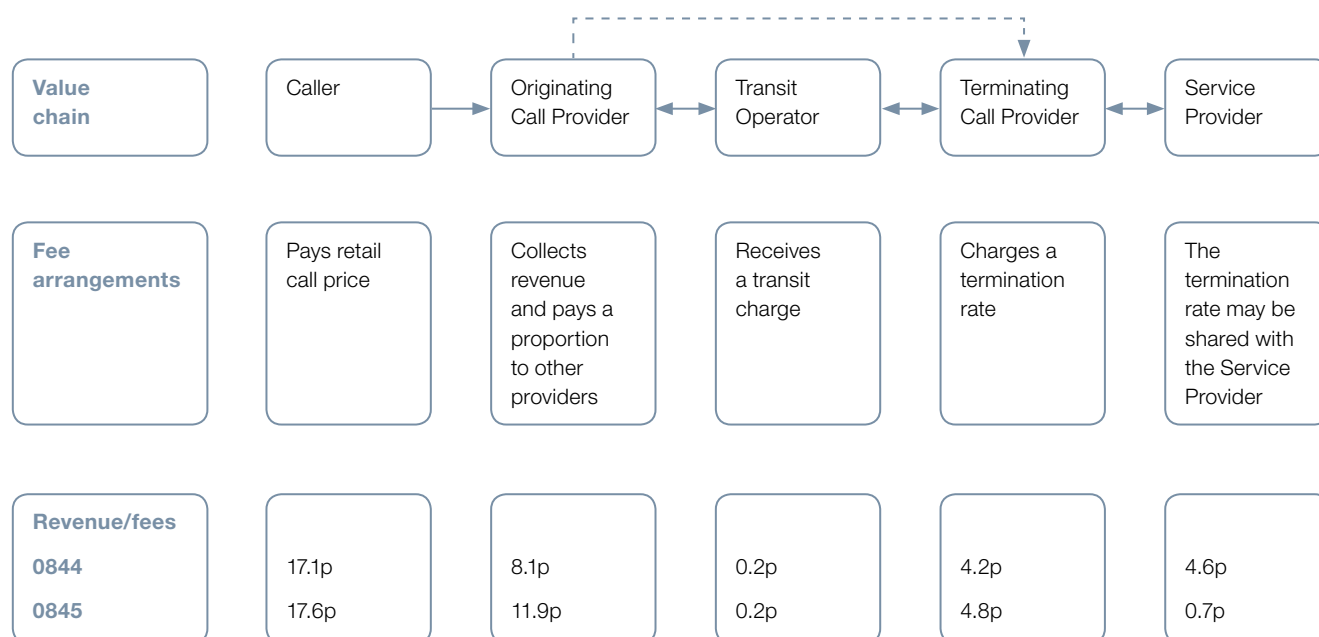 Value
chain
Caller
Originating
Call Provider
Transit
Operator
Terminating
Call Provider
Service
Provider
Fee
arrangements
Pays retail
call price
Collects
revenue
and pays a
proportion
to other
providers
Receives
a transit
charge
Charges a
termination
rate
The
termination
rate may be
shared with
the Service
Provider
Revenue/fees
0844 17.1p 8.1p 0.2p 4.2p 4.6p
0845 17.6p 11.9p 0.2p 4.8p 0.7p